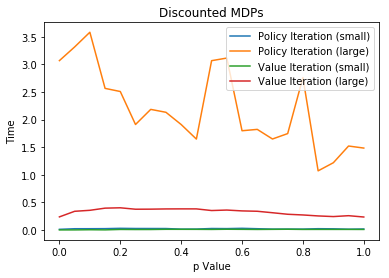 Discounted MDPs
Policy Iteration (small)
Policy Iteration (large)
Value Iteration (small)
Value Iteration (large)
Time
3.5
3.0
2.5
2.0
1.5
1.0
0.5
0.0
0.0 0.2 0.4 0.6 0.8 1.0
p Value